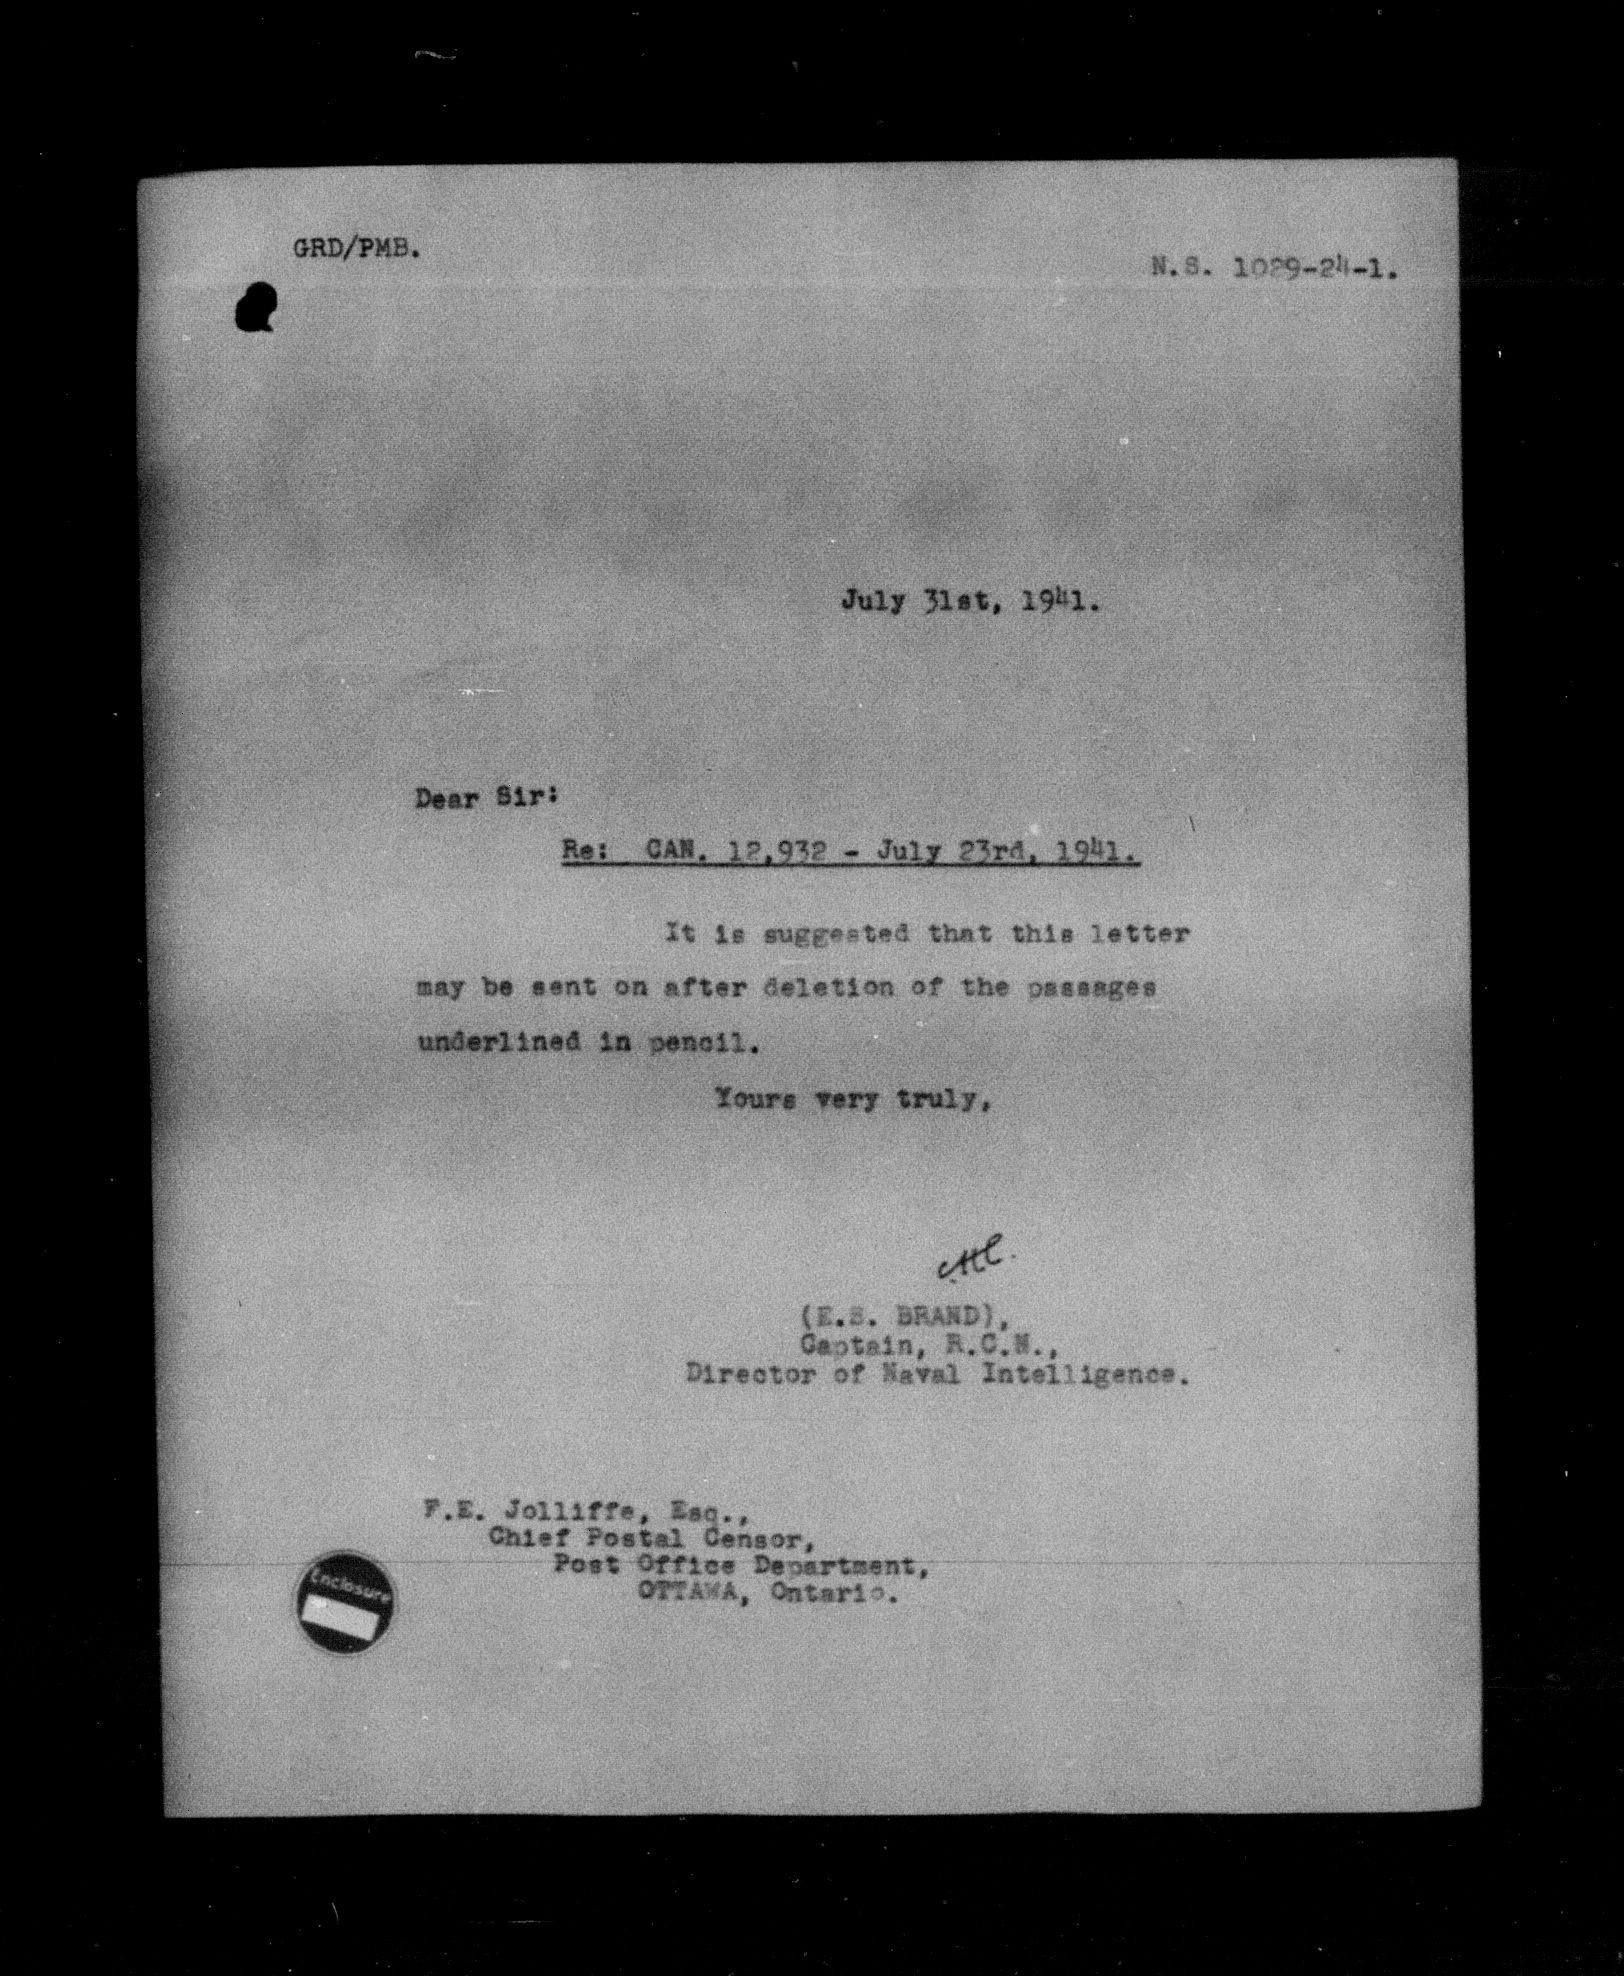 GRD/PMB.
N.S. 1029-24-1.
July 31st, 1941.
Dear Sir:
Re: CAN. 12,932 - July 23rd, 1941.
It is suggested that this letter
may be sent on after deletion of the passages
underlined in pencil.
Yours very truly,
(E.S. BRAND),
Captain, R.C.N.,
Director of Naval Intelligence.
F.E. Jolliffe, Esq.,
Chief Postal Censor,
Post Office Department,
OTTAWA, Ontario.
Enclosure